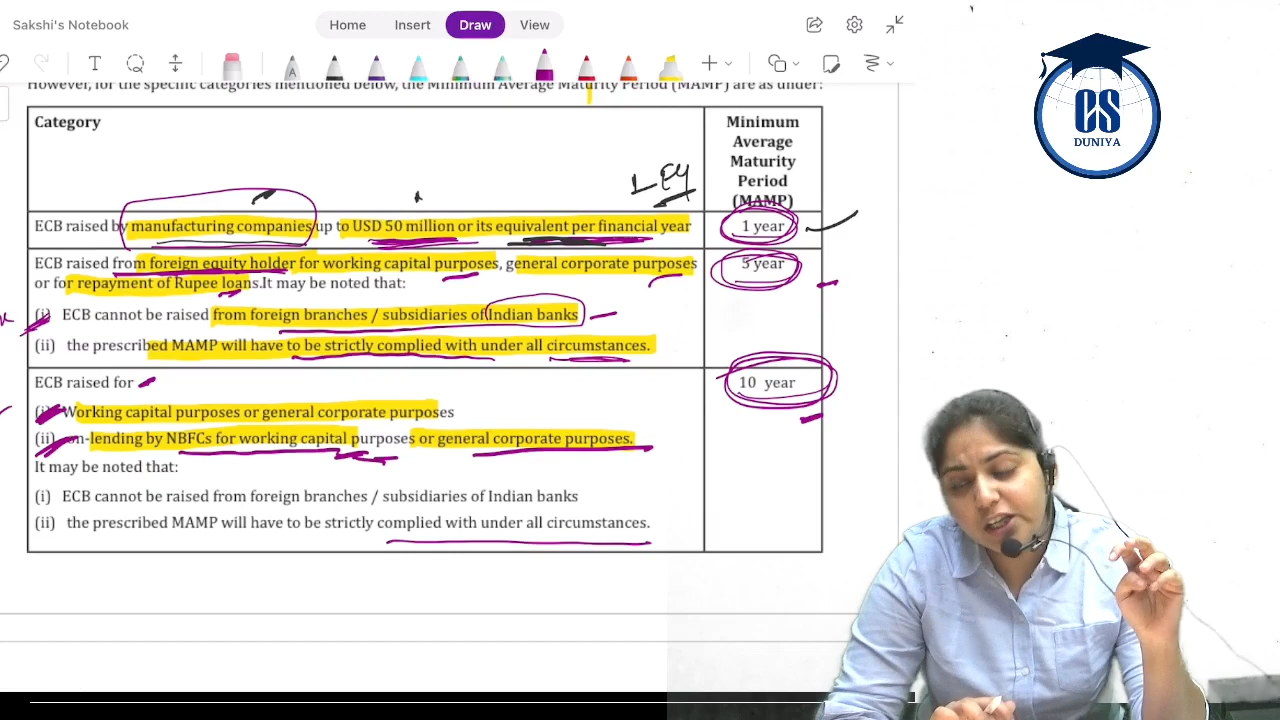 Sakshi's Notebook
Home Insert Draw View
However, for the specific categories mentioned below, the Minimum Average Maturity Period (MAMP) are as under:
Category
Minimum
Average
Maturity
Period
(MAMP)
1 FY
ECB raised by manufacturing companies up to USD 50 million or its equivalent per financial year
1 year
ECB raised from foreign equity holder for working capital purposes, general corporate purposes
or for repayment of Rupee loans.It may be noted that:
5 year
(i) ECB cannot be raised from foreign branches / subsidiaries of Indian banks
(ii) the prescribed MAMP will have to be strictly complied with under all circumstances.
ECB raised for
10 year
(i) Working capital purposes or general corporate purposes
(ii) on-lending by NBFCs for working capital purposes or general corporate purposes.
It may be noted that:
(i) ECB cannot be raised from foreign branches / subsidiaries of Indian banks
(ii) the prescribed MAMP will have to be strictly complied with under all circumstances.
CS
DUNIYA